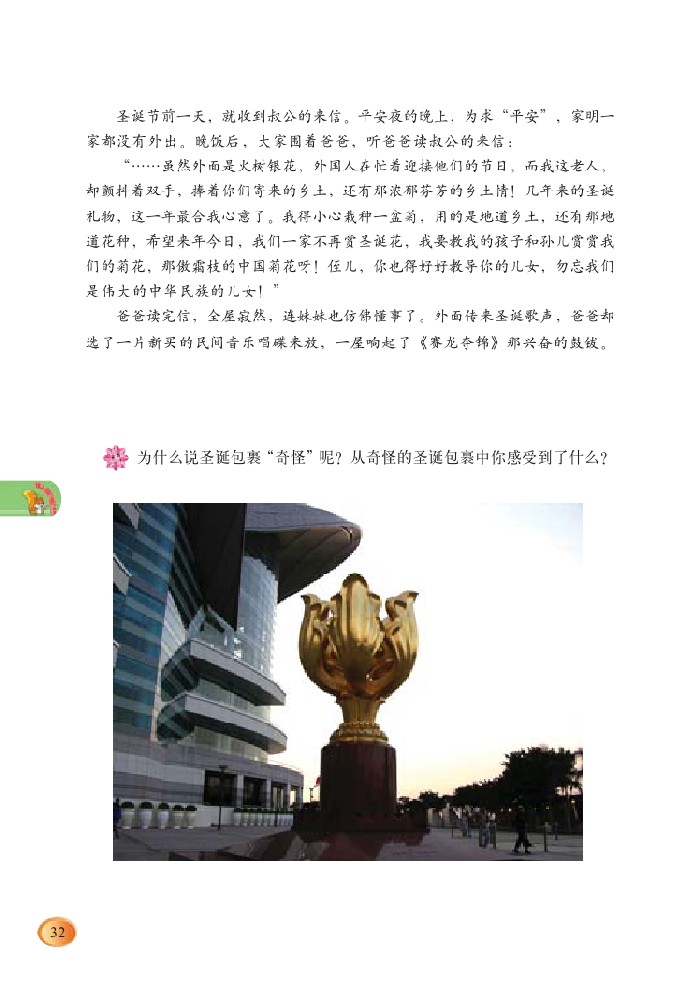 圣诞节前一天，就收到叔公的来信。平安夜的晚上，为求“平安”，家明一
家都没有外出。晚饭后，大家围着爸爸，听爸爸读叔公的来信：
“……虽然外面是火树银花，外国人在忙着迎接他们的节日，而我这老人，
却颤抖着双手，捧着你们寄来的乡土，还有那浓郁芬芳的乡土情！几年来的圣诞
礼物，这一年最合我心意了。我得小心栽种一盆菊，用的是地道乡土，还有那地
道花种，希望来年今日，我们一家不再赏圣诞花，我要教我的孩子和孙儿赏赏我
们的菊花，那傲霜枝的中国菊花呀！侄儿，你也得好好教导你的儿女，勿忘我们
是伟大的中华民族的儿女！”
爸爸读完信，全屋寂然，连妹妹也仿佛懂事了。外面传来圣诞歌声，爸爸却
选了一片新买的民间音乐唱碟来放，一屋响起了《赛龙夺锦》那兴奋的鼓钹。
为什么说圣诞包裹“奇怪”呢？从奇怪的圣诞包裹中你感受到了什么？
32